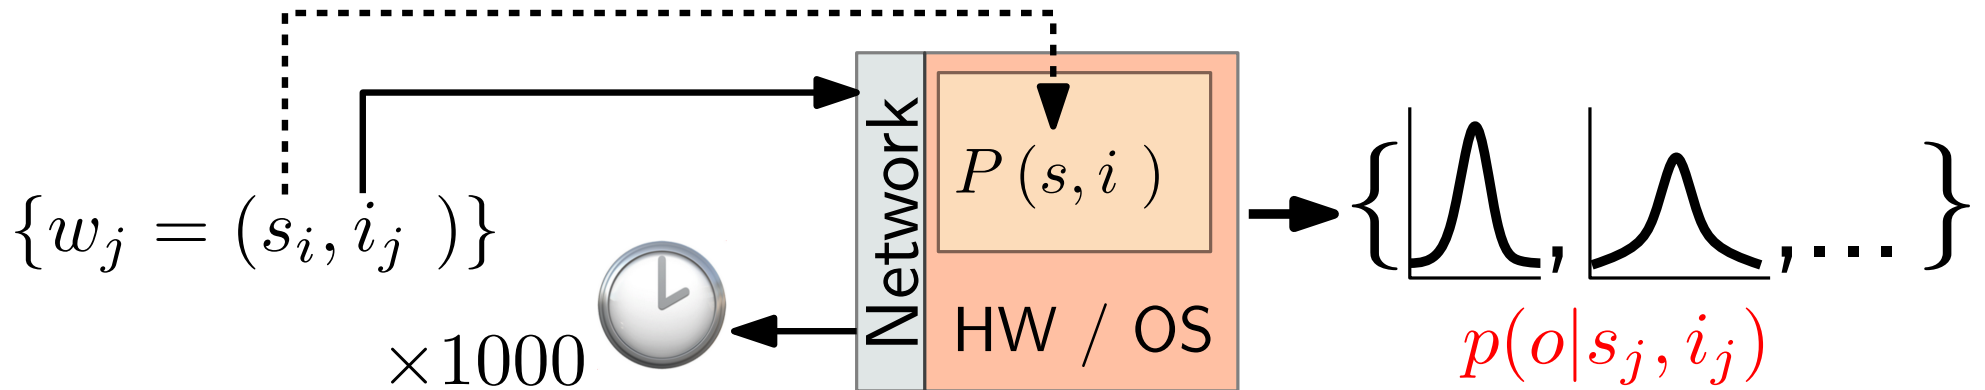 Network
P (s, i )
{w_j = (s_i, i_j )}
{ , , ... }
HW / OS
×1000
p(o|s_j, i_j)